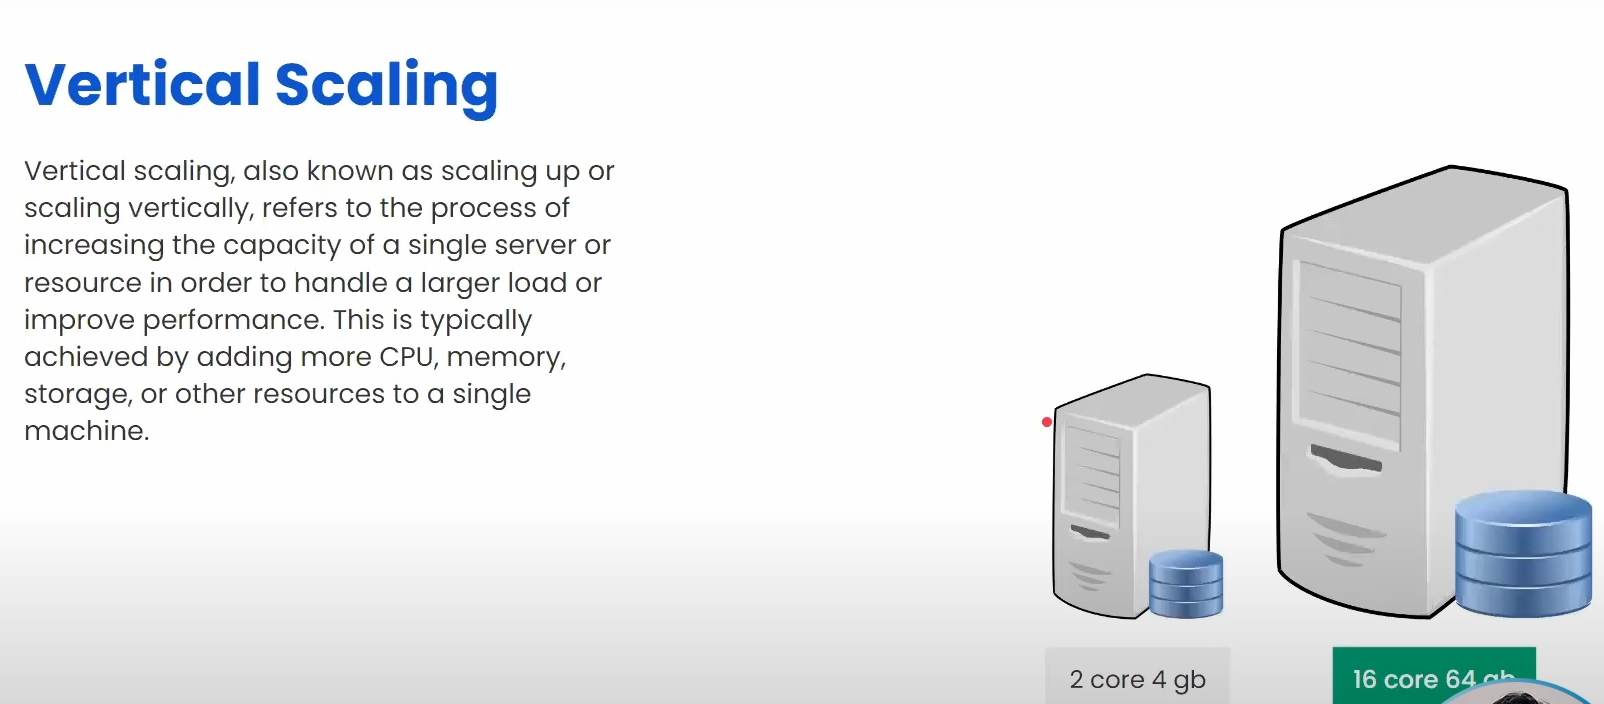 Vertical Scaling
Vertical scaling, also known as scaling up or
scaling vertically, refers to the process of
increasing the capacity of a single server or
resource in order to handle a larger load or
improve performance. This is typically
achieved by adding more CPU, memory,
storage, or other resources to a single
machine.
2 core 4 gb
16 core 64 gb